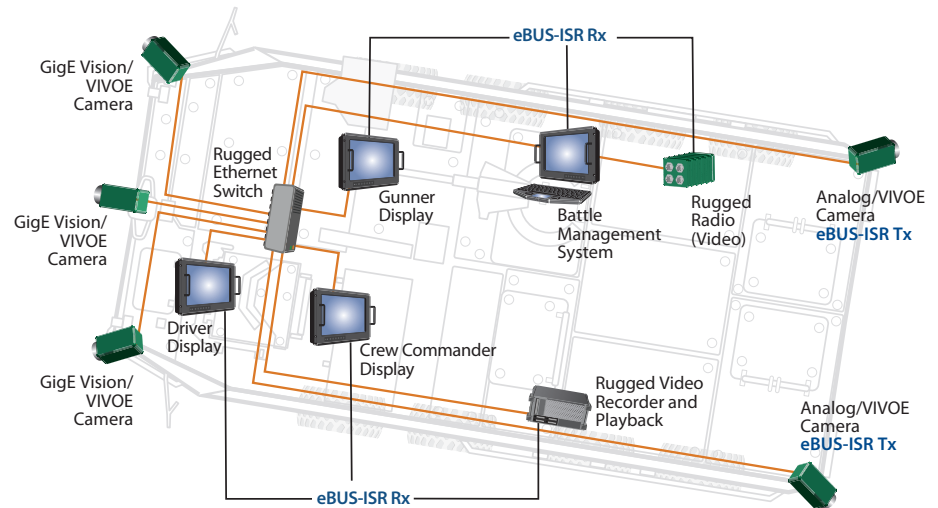 eBUS-ISR Rx
GigE Vision/
VIVOE
Camera
Rugged
Ethernet
Switch
Gunner
Display
Battle
Management
System
Rugged
Radio
(Video)
Analog/VIVOE
Camera
eBUS-ISR Tx
GigE Vision/
VIVOE
Camera
Driver
Display
Crew Commander
Display
GigE Vision/
VIVOE
Camera
Rugged Video
Recorder and
Playback
Analog/VIVOE
Camera
eBUS-ISR Tx
eBUS-ISR Rx